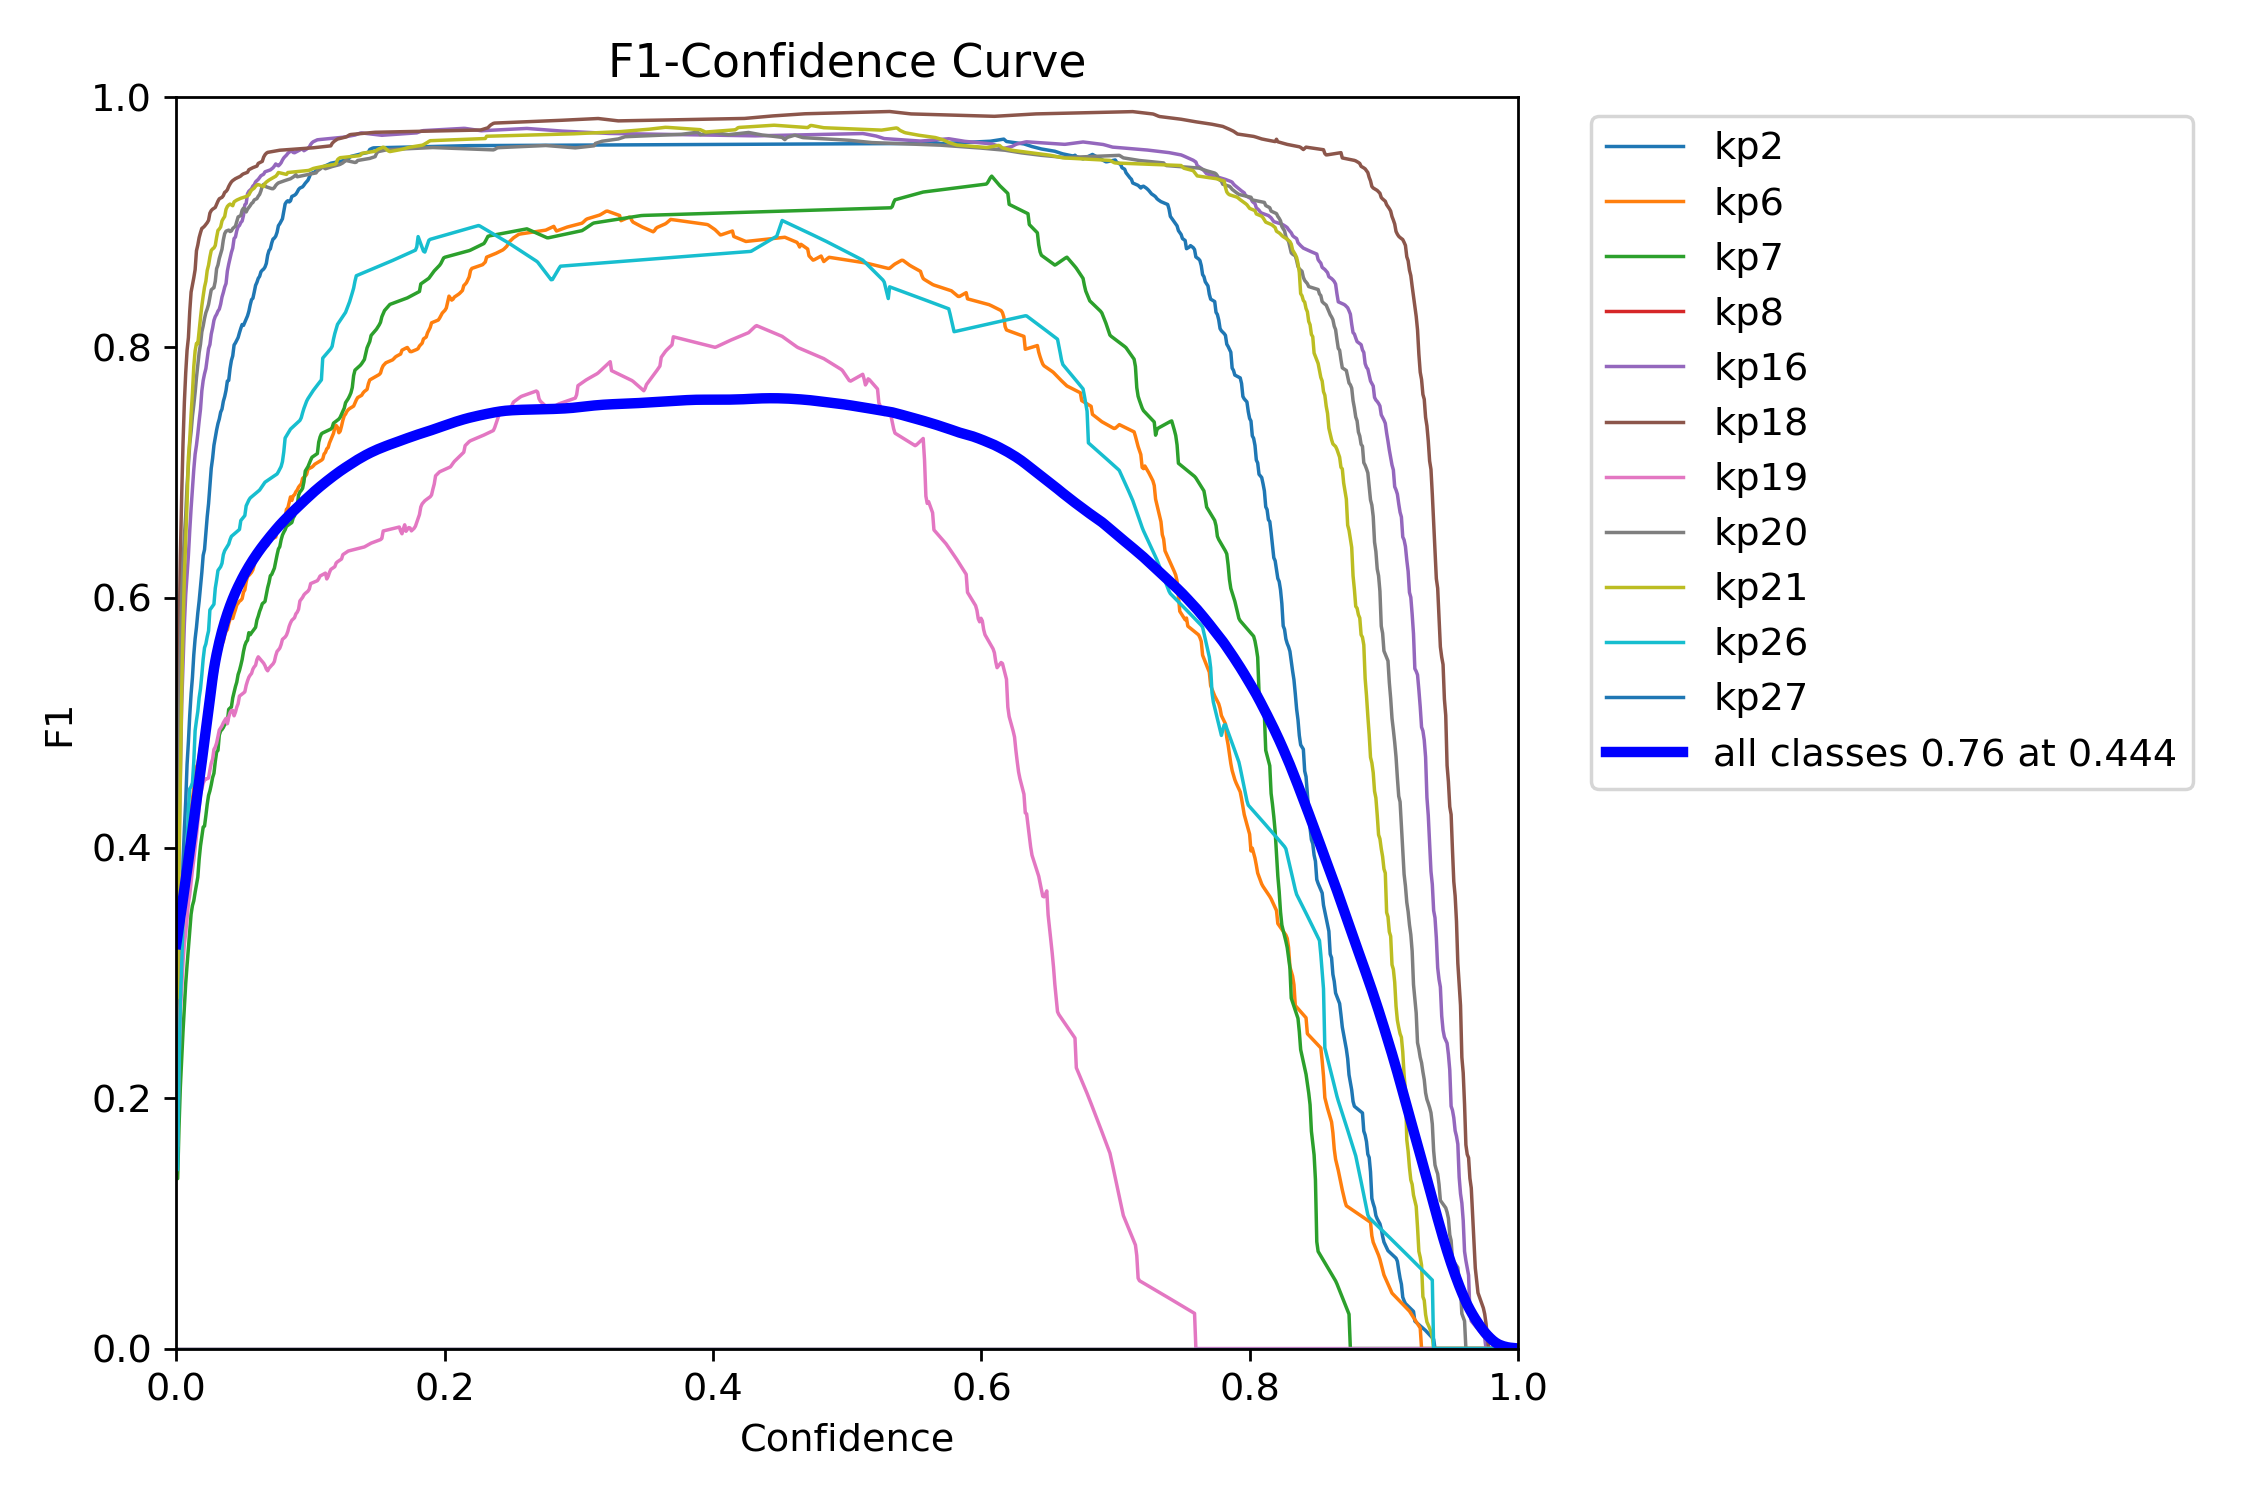 F1-Confidence Curve
1.0
0.8
0.6
0.4
0.2
0.0
F1
0.0 0.2 0.4 0.6 0.8 1.0
Confidence
kp2
kp6
kp7
kp8
kp16
kp18
kp19
kp20
kp21
kp26
kp27
all classes 0.76 at 0.444